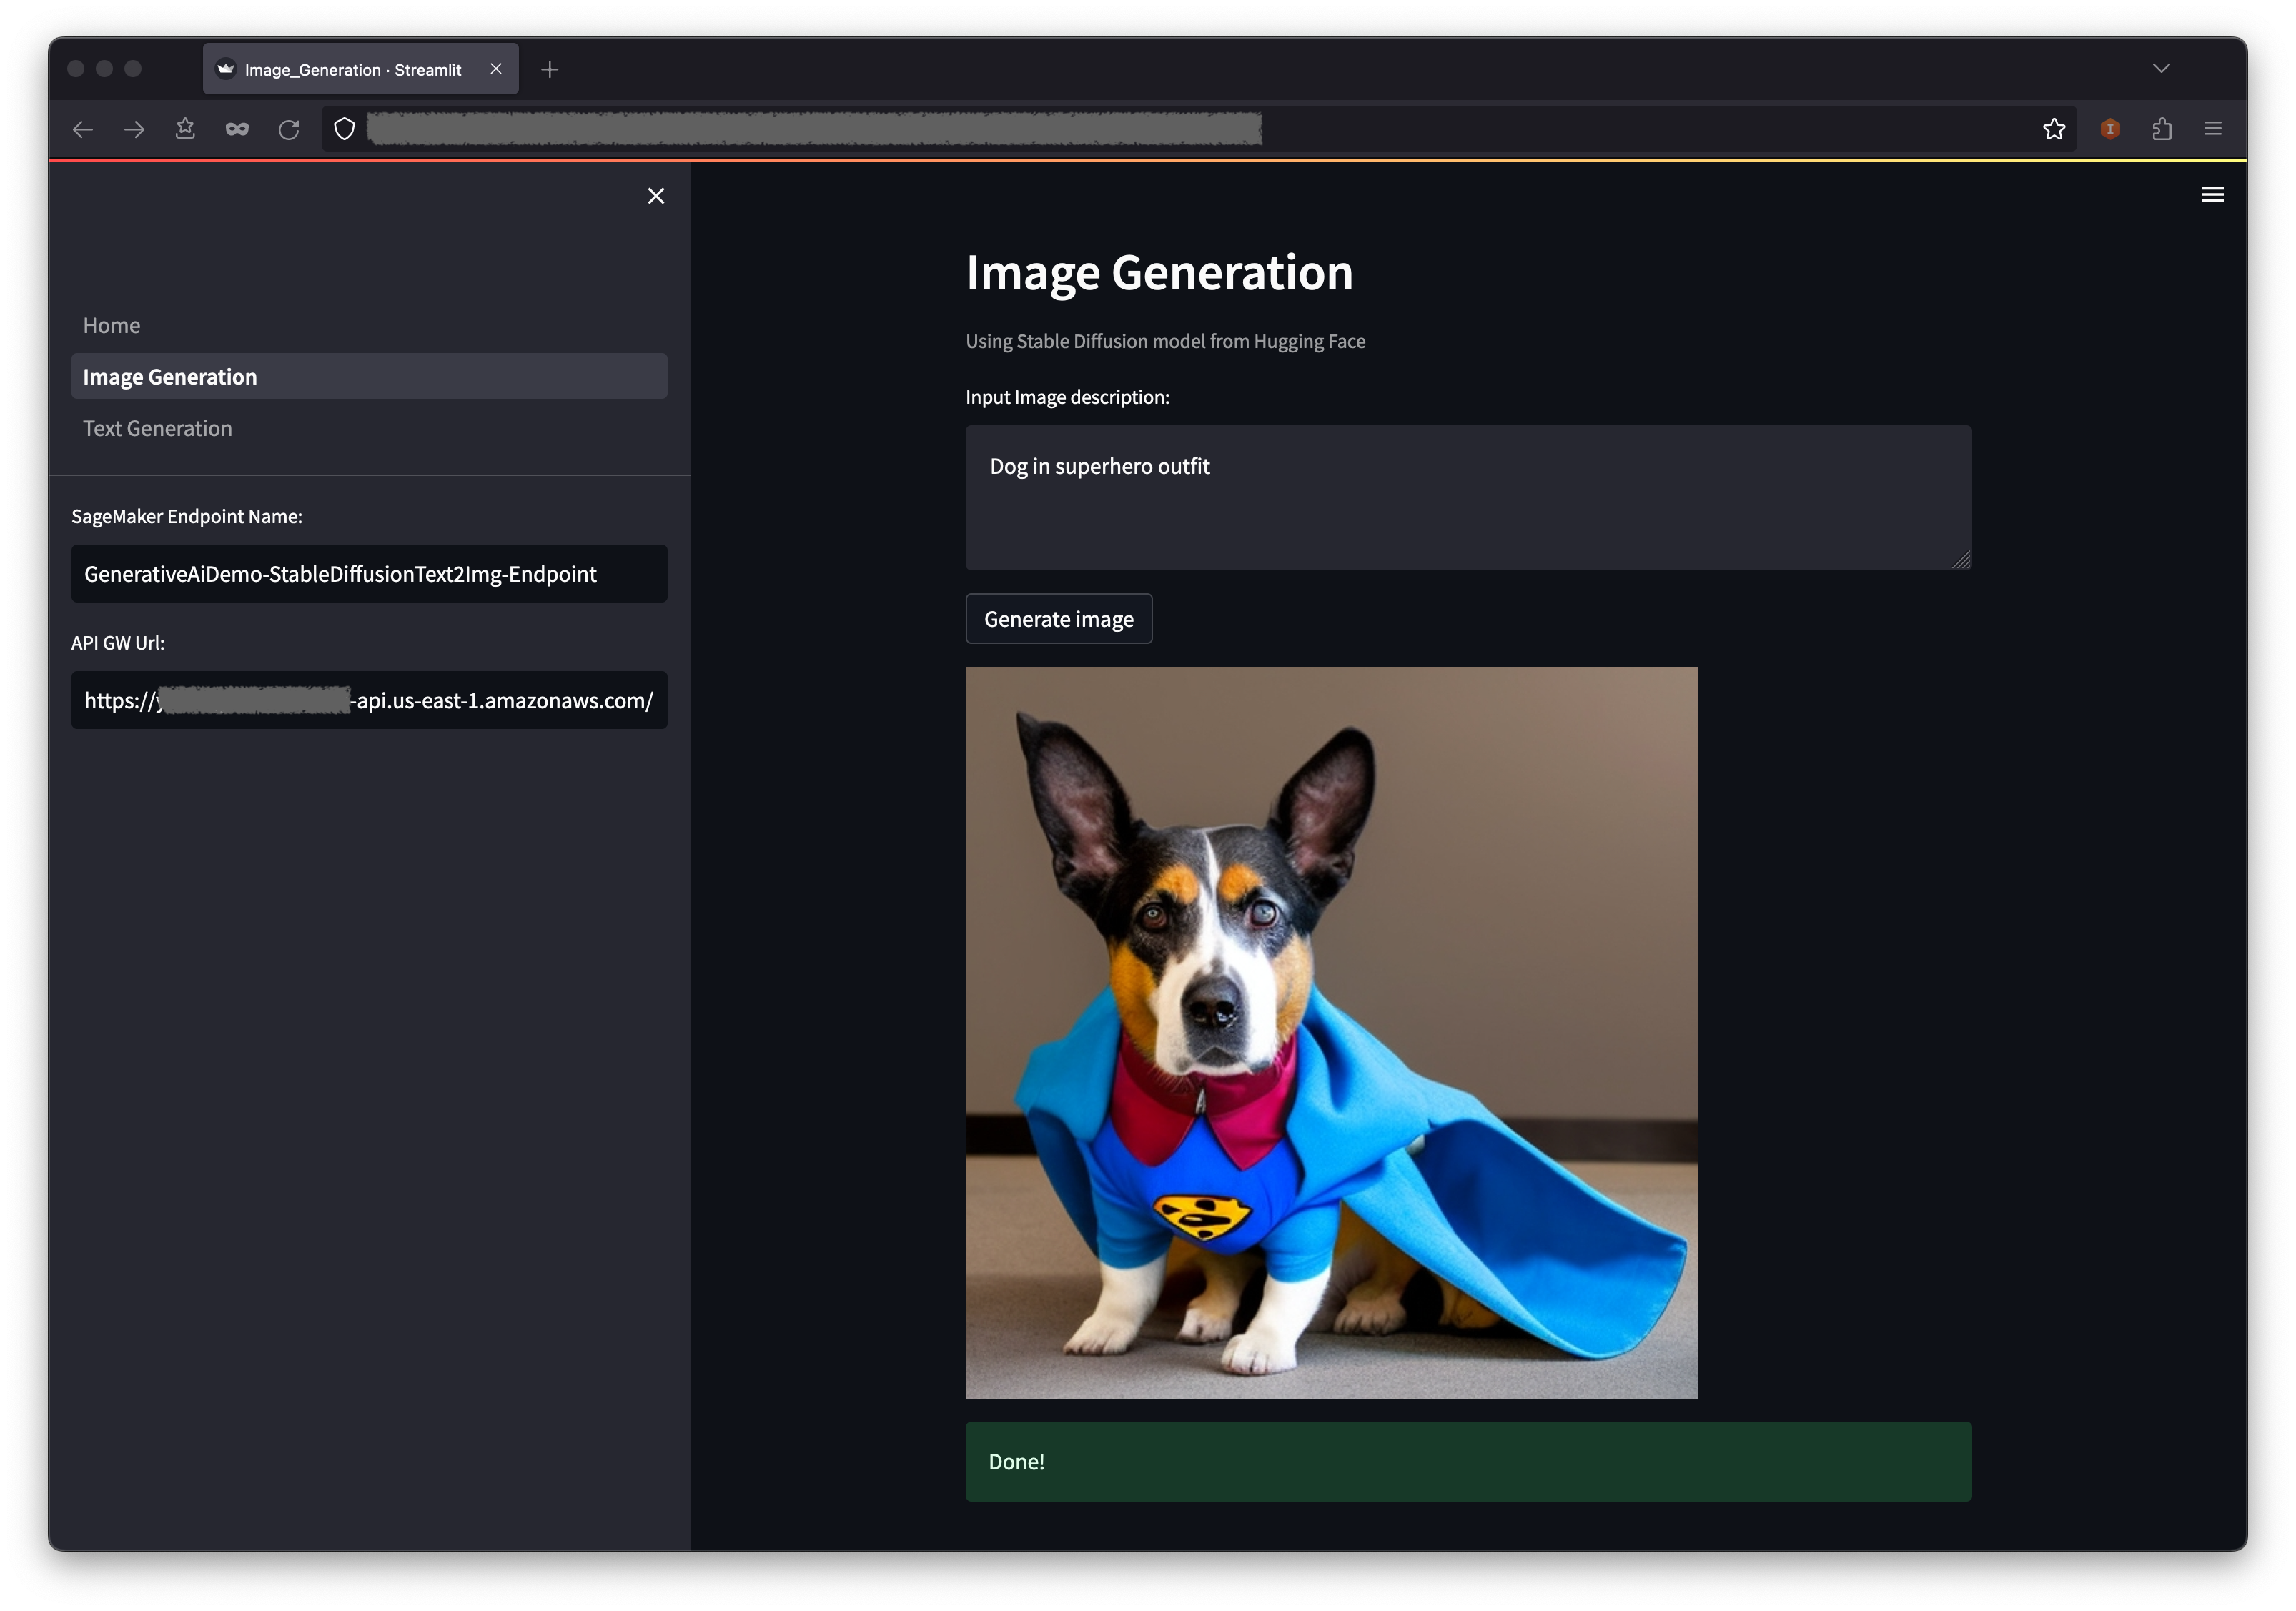 Image_Generation · Streamlit
Home
Image Generation
Text Generation
SageMaker Endpoint Name:
GenerativeAiDemo-StableDiffusionText2Img-Endpoint
API GW Url:
https://y -api.us-east-1.amazonaws.com/
Image Generation
Using Stable Diffusion model from Hugging Face
Input Image description:
Dog in superhero outfit
Generate image
Done!